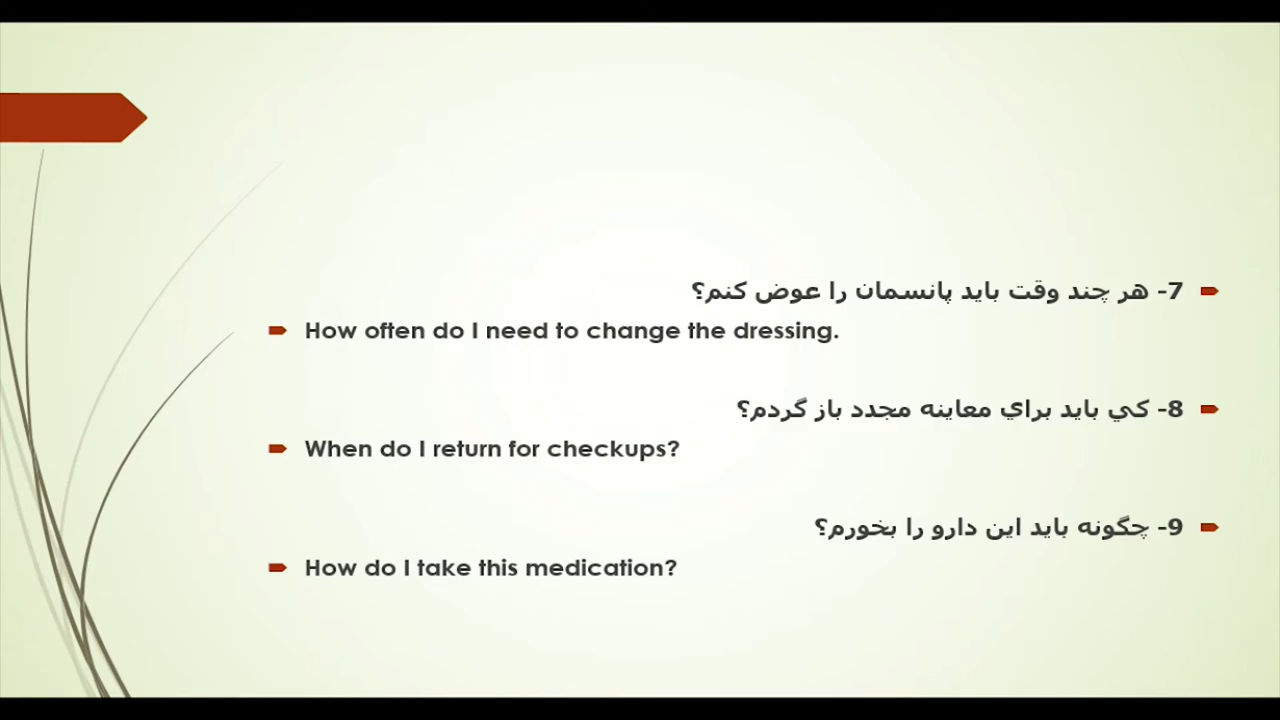 7- هر چند وقت باید پانسمان را عوض کنم؟
How often do I need to change the dressing.
8- كي باید براي معاینه مجدد باز گردم؟
When do I return for checkups?
9- چگونه باید این دارو را بخورم؟
How do I take this medication?